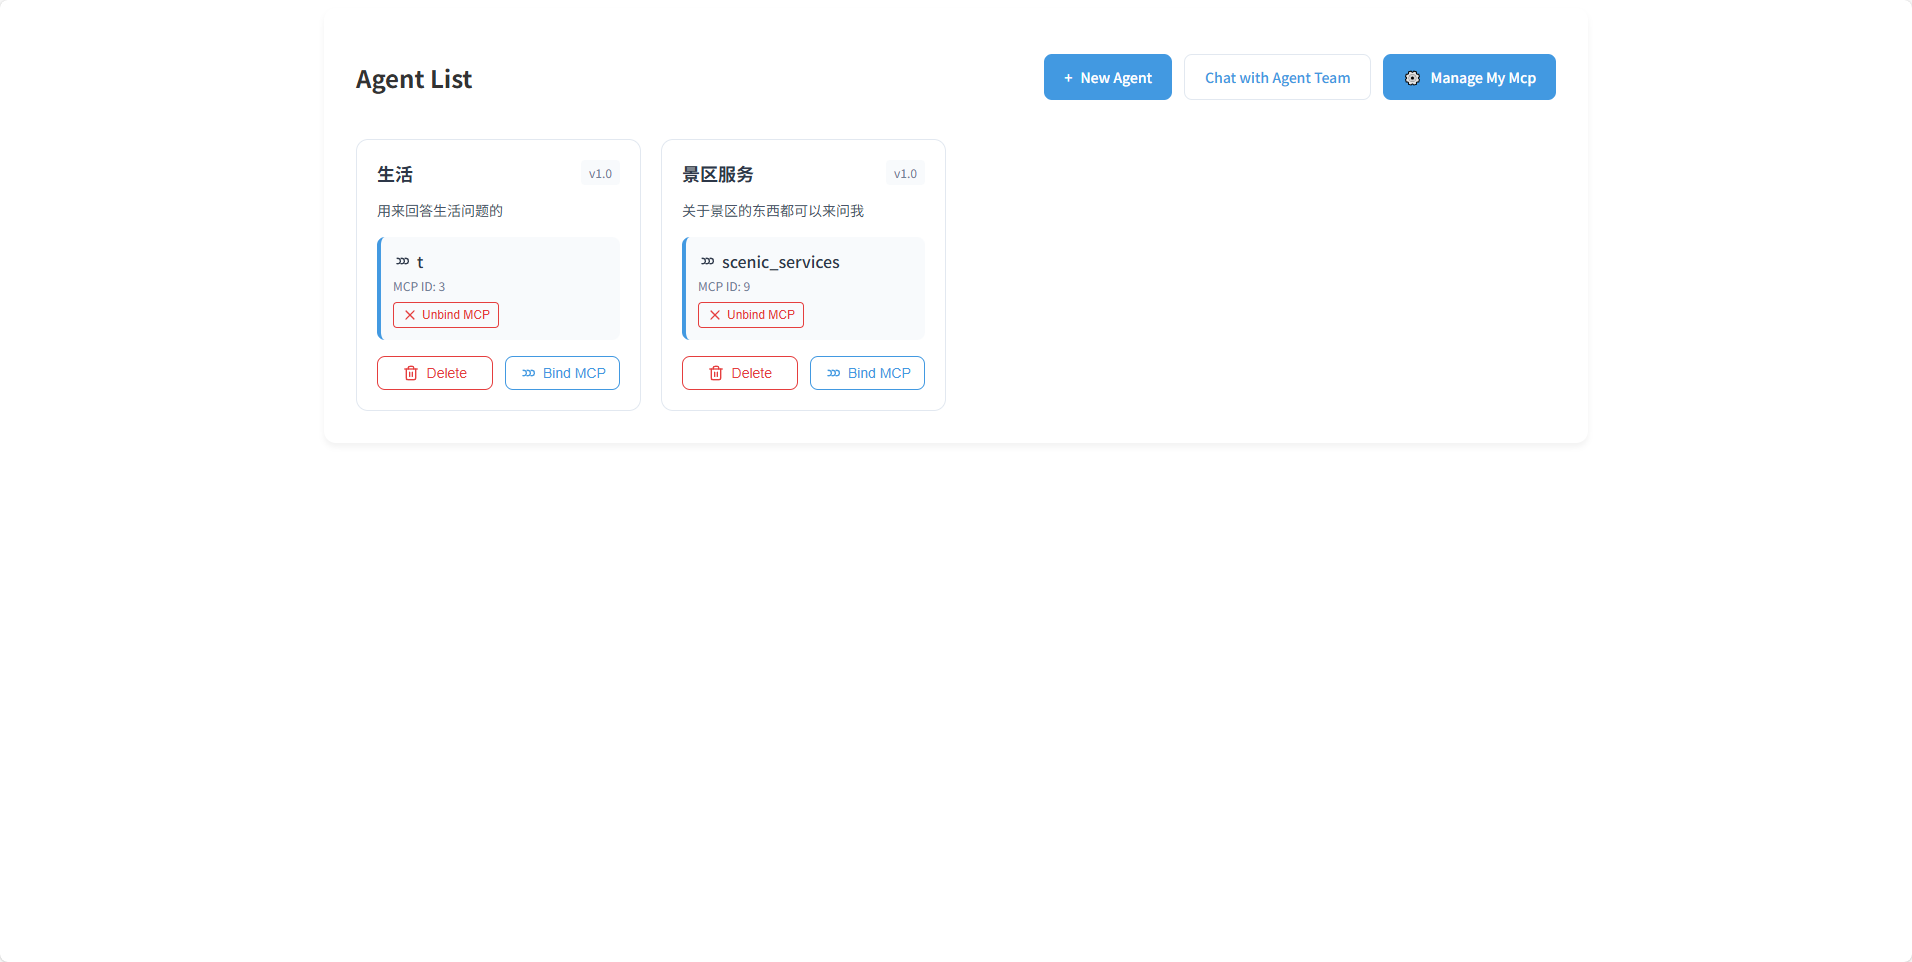 Agent List
+ New Agent
Chat with Agent Team
Manage My Mcp
生活
v1.0
用来回答生活问题的
t
MCP ID: 3
Unbind MCP
Delete
Bind MCP
景区服务
v1.0
关于景区的东西都可以来问我
scenic_services
MCP ID: 9
Unbind MCP
Delete
Bind MCP